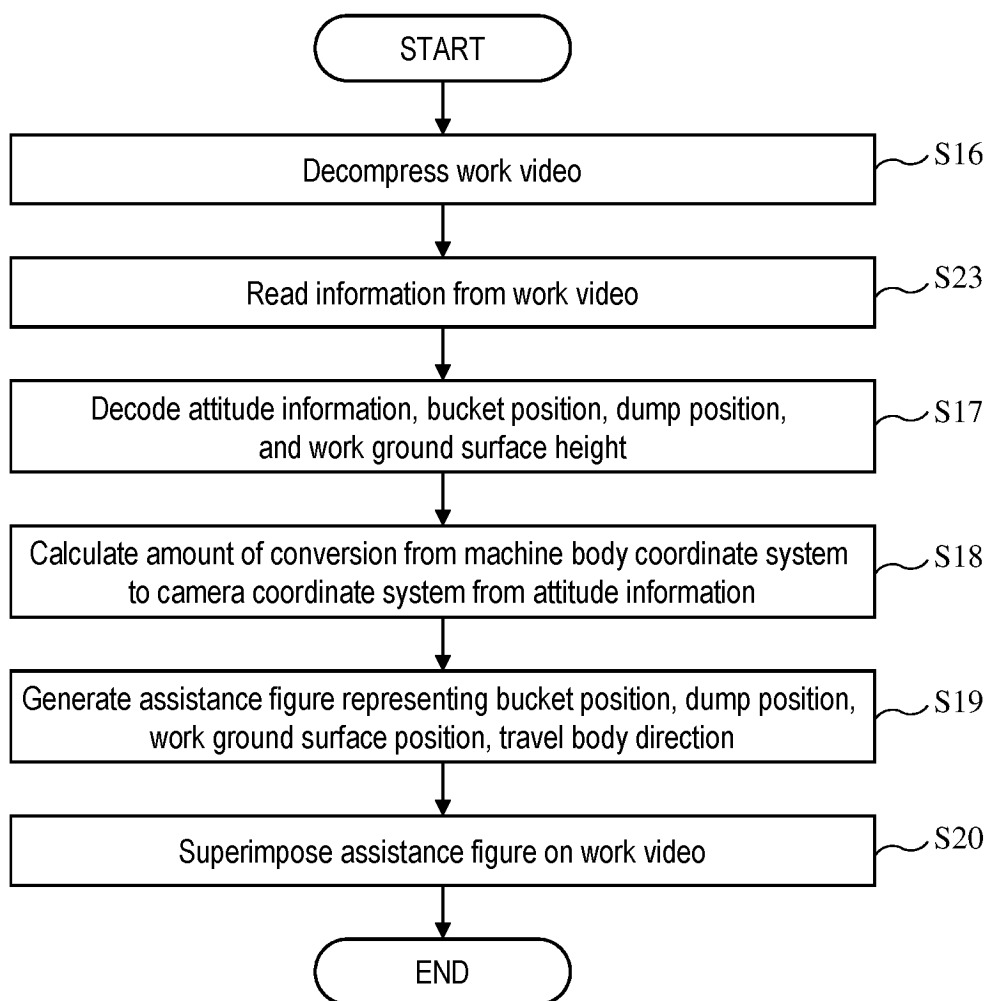 START
Decompress work video
S16
Read information from work video
S23
Decode attitude information, bucket position, dump position,
and work ground surface height
S17
Calculate amount of conversion from machine body coordinate system
to camera coordinate system from attitude information
S18
Generate assistance figure representing bucket position, dump position,
work ground surface position, travel body direction
S19
Superimpose assistance figure on work video
S20
END